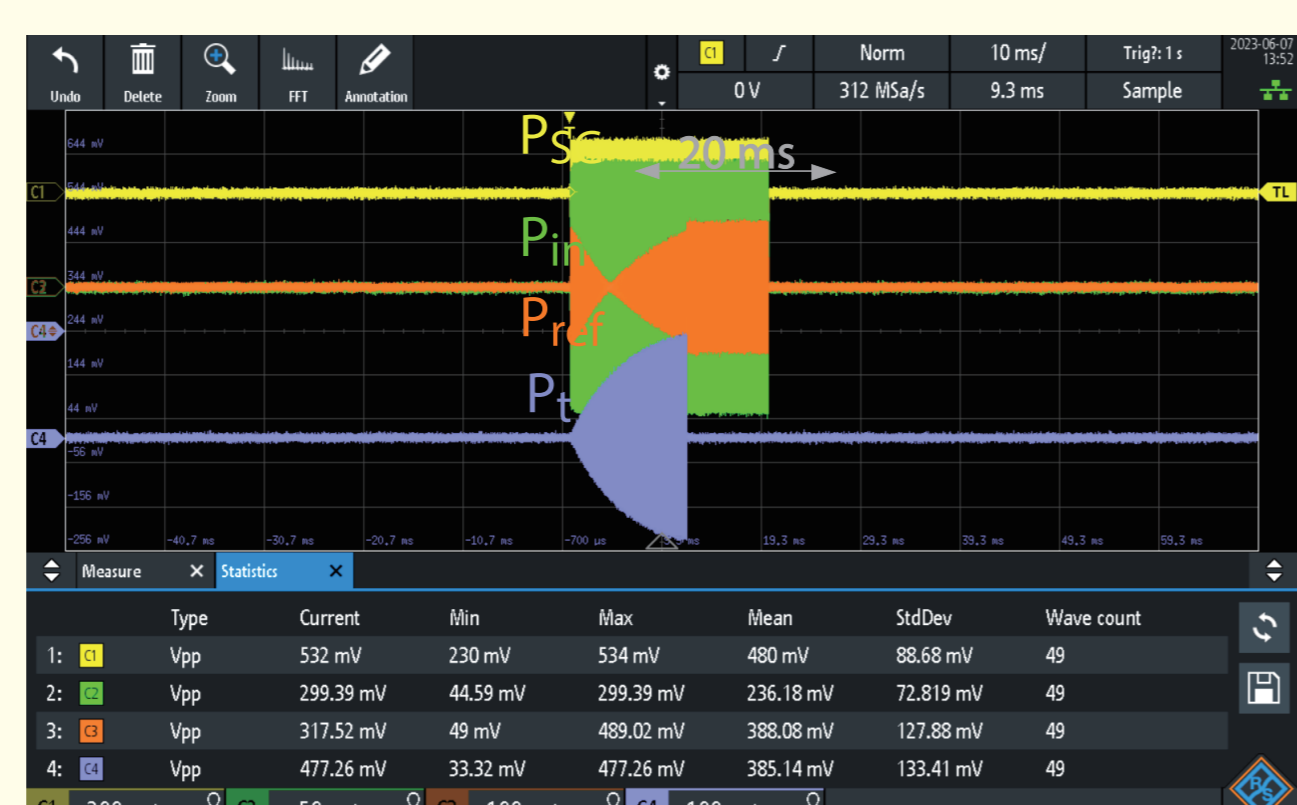 C1 Norm 10 ms/ Trig?: 1 s 2023-06-07
13:52
Undo Delete Zoom FFT Annotation
0 V 312 MSa/s 9.3 ms Sample
644 mV
PSC
20 ms
C1 544 mV TL
444 mV
Pin
344 mV
C2
244 mV
Pref
C4
144 mV
Pt
44 mV
C4
-56 mV
-156 mV
-256 mV -40.7 ms -30.7 ms -20.7 ms -10.7 ms -700 µs ms 19.3 ms 29.3 ms 39.3 ms 49.3 ms 59.3 ms
Measure X Statistics X
Type Current Min Max Mean StdDev Wave count
1: C1 Vpp 532 mV 230 mV 534 mV 480 mV 88.68 mV 49
2: C2 Vpp 299.39 mV 44.59 mV 299.39 mV 236.18 mV 72.819 mV 49
3: C3 Vpp 317.52 mV 49 mV 489.02 mV 388.08 mV 127.88 mV 49
4: C4 Vpp 477.26 mV 33.32 mV 477.26 mV 385.14 mV 133.41 mV 49
R&S